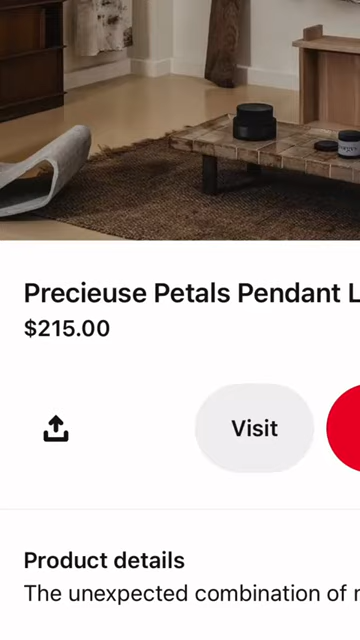 Precieuse Petals Pendant L
$215.00
Visit
Product details
The unexpected combination of r